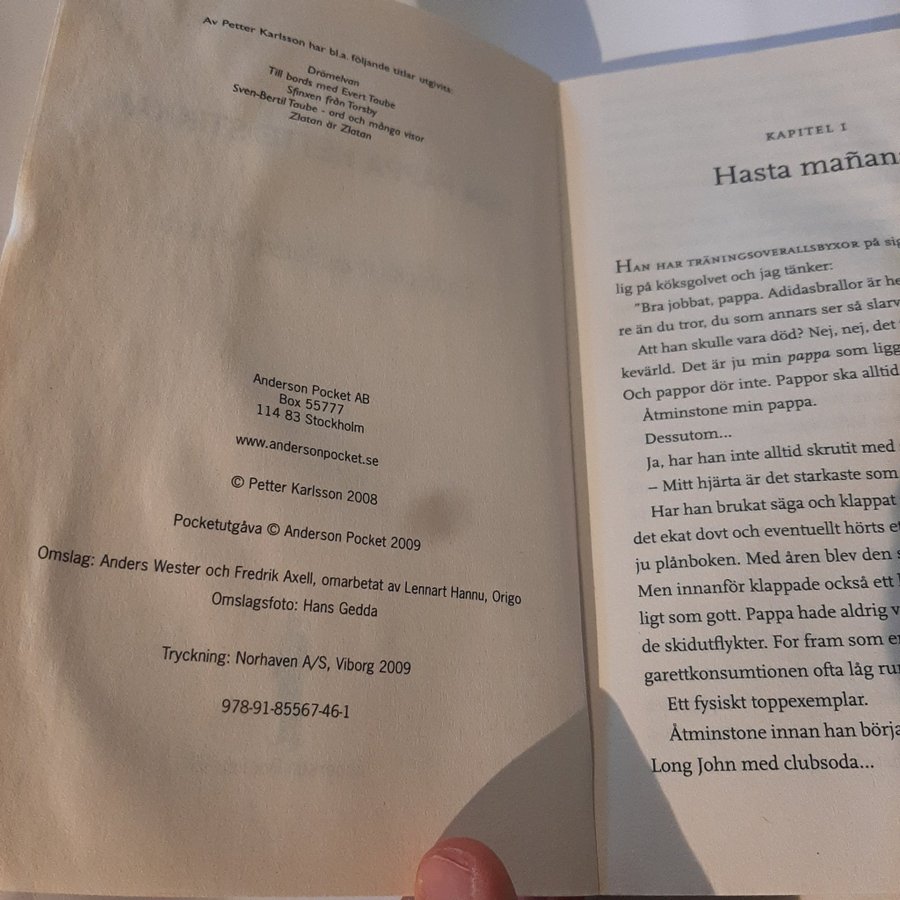 Av Petter Karlsson har bl.a. följande titlar utgivits:
Drömelvan
Till bords med Evert Taube
Sfinxen från Torsby
Sven-Bertil Taube - ord och många visor
Zlatan är Zlatan
Anderson Pocket AB
Box 55777
114 83 Stockholm
www.andersonpocket.se
© Petter Karlsson 2008
Pocketutgåva © Anderson Pocket 2009
Omslag: Anders Wester och Fredrik Axell, omarbetat av Lennart Hannu, Origo
Omslagsfoto: Hans Gedda
Tryckning: Norhaven A/S, Viborg 2009
978-91-85567-46-1
KAPITEL I
Hasta mañan
HAN HAR TRÄNINGSOVERALLSBYXOR på sig
lig på köksgolvet och jag tänker:
"Bra jobbat, pappa. Adidasbrallor är he
re än du tror, du som annars ser så slarv
Att han skulle vara död? Nej, nej, det
kevärld. Det är ju min pappa som ligg
Och pappor dör inte. Pappor ska alltid
Åtminstone min pappa.
Dessutom...
Ja, har han inte alltid skrutit med
– Mitt hjärta är det starkaste som
Har han brukat säga och klappat
det ekat dovt och eventuellt hörts e
ju plånboken. Med åren blev den s
Men innanför klappade också ett
ligt som gott. Pappa hade aldrig v
de skidutflykter. For fram som e
garettkonsumtionen ofta låg ru
Ett fysiskt toppexemplar.
Åtminstone innan han börja
Long John med clubsoda...